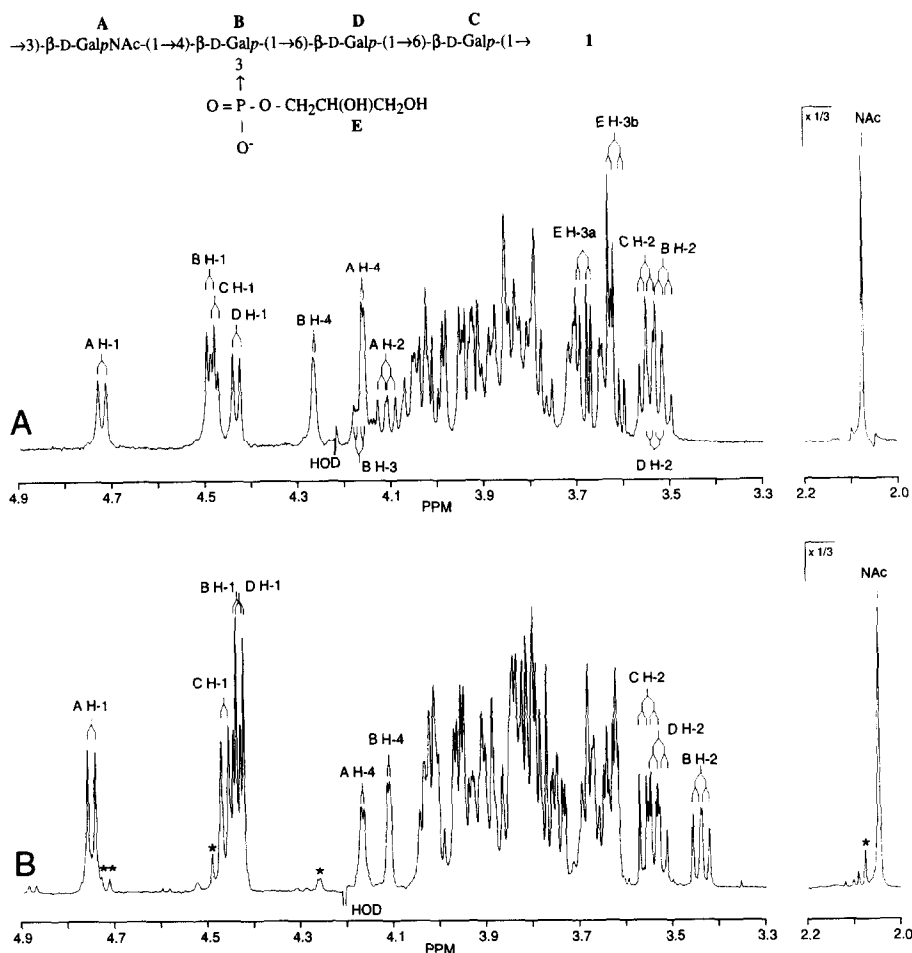 A B D C
→3)-β-D-GalpNAc-(1→4)-β-D-Galp-(1→6)-β-D-Galp-(1→6)-β-D-Galp-(1→ 1
3
↑
O = P - O - CH₂CH(OH)CH₂OH
E
O⁻
x 1/3
NAc
E H-3b
E H-3a
C H-2
B H-2
A H-4
B H-1
C H-1
D H-1
B H-4
A H-1
A H-2
A
HOD
B H-3
D H-2
4.9 4.7 4.5 4.3 4.1 3.9 3.7 3.5 3.3 2.2 2.0
PPM
x 1/3
NAc
B H-1 D H-1
C H-1
C H-2
D H-2
A H-1
B H-4
B H-2
A H-4
*
**
*
*
B
HOD
4.9 4.7 4.5 4.3 4.1 3.9 3.7 3.5 3.3 2.2 2.0
PPM